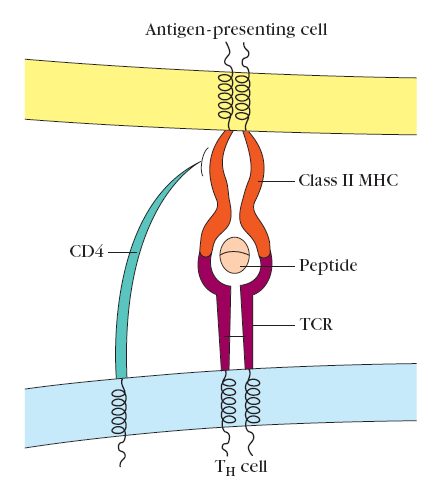 Antigen-presenting cell
Class II MHC
CD4
Peptide
TCR
TH cell